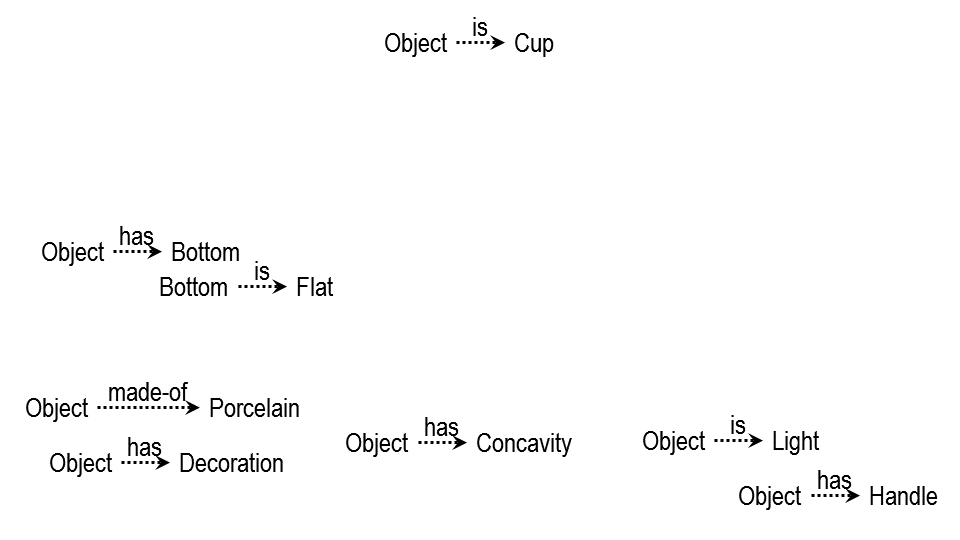 Object is Cup
Object has Bottom
Bottom is Flat
Object made-of Porcelain
Object has Decoration
Object has Concavity
Object is Light
Object has Handle